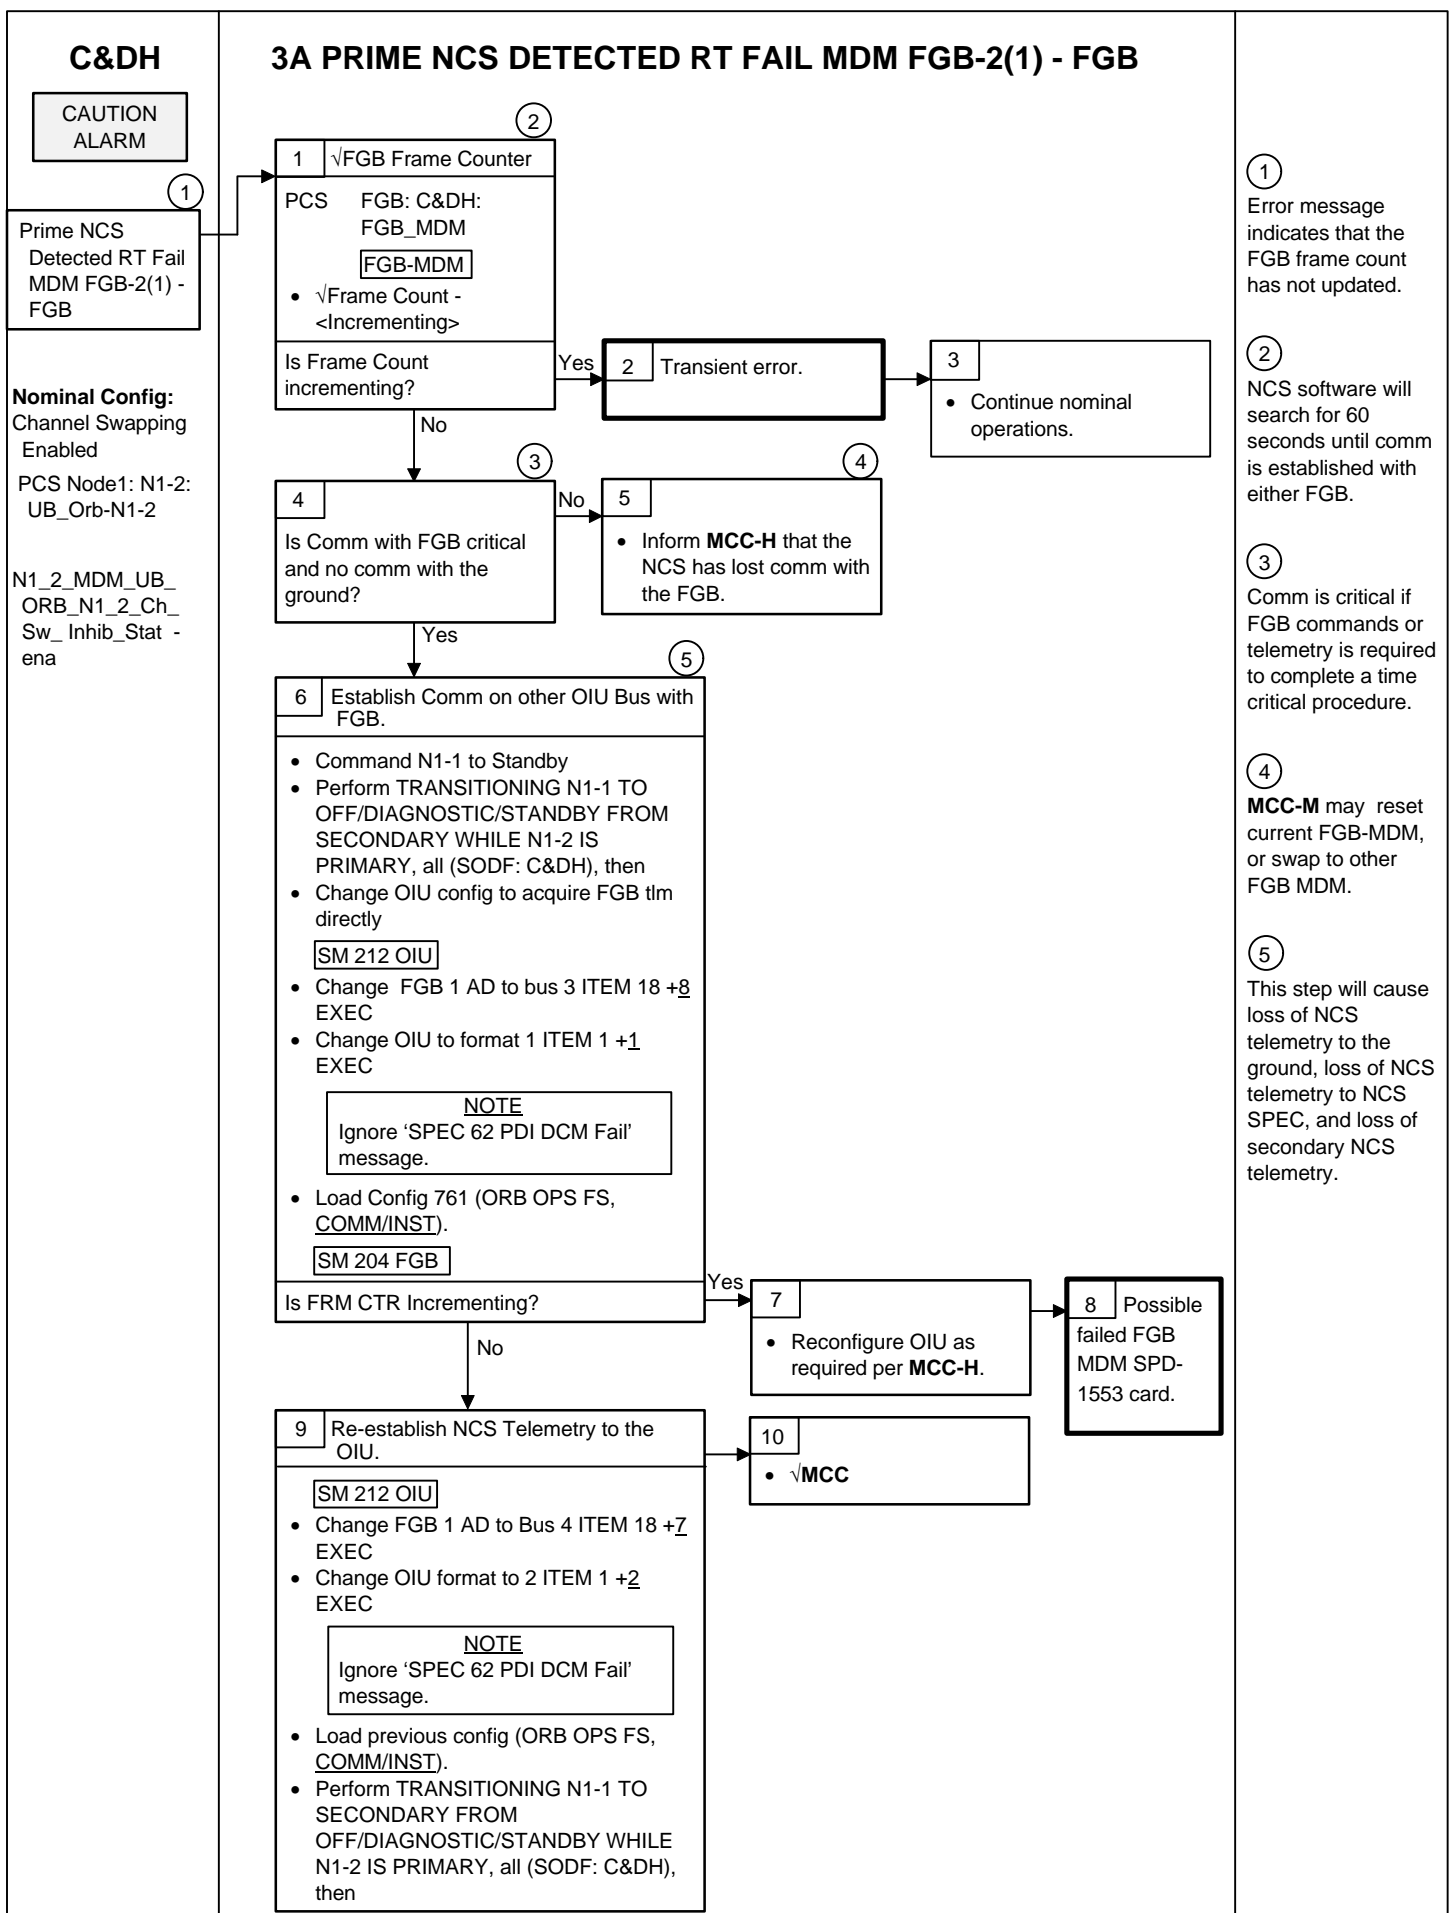 C&DH
3A PRIME NCS DETECTED RT FAIL MDM FGB-2(1) - FGB
CAUTION
ALARM
1
Prime NCS
Detected RT Fail
MDM FGB-2(1) -
FGB
Nominal Config:
Channel Swapping
Enabled
PCS Node1: N1-2:
UB_Orb-N1-2
N1_2_MDM_UB_
ORB_N1_2_Ch_
Sw_ Inhib_Stat -
ena
2
1 √FGB Frame Counter
PCS FGB: C&DH:
FGB_MDM
FGB-MDM
• √Frame Count -
<Incrementing>
Is Frame Count
incrementing?
Yes
2 Transient error.
3
• Continue nominal
operations.
No
3
4
Is Comm with FGB critical
and no comm with the
ground?
No
4
5
• Inform MCC-H that the
NCS has lost comm with
the FGB.
Yes
5
6 Establish Comm on other OIU Bus with
FGB.
• Command N1-1 to Standby
• Perform TRANSITIONING N1-1 TO
OFF/DIAGNOSTIC/STANDBY FROM
SECONDARY WHILE N1-2 IS
PRIMARY, all (SODF: C&DH), then
• Change OIU config to acquire FGB tlm
directly
SM 212 OIU
• Change FGB 1 AD to bus 3 ITEM 18 +8
EXEC
• Change OIU to format 1 ITEM 1 +1
EXEC
NOTE
Ignore ‘SPEC 62 PDI DCM Fail’
message.
• Load Config 761 (ORB OPS FS,
COMM/INST).
SM 204 FGB
Is FRM CTR Incrementing?
Yes
7
• Reconfigure OIU as
required per MCC-H.
8 Possible
failed FGB
MDM SPD-
1553 card.
No
9 Re-establish NCS Telemetry to the
OIU.
SM 212 OIU
• Change FGB 1 AD to Bus 4 ITEM 18 +7
EXEC
• Change OIU format to 2 ITEM 1 +2
EXEC
NOTE
Ignore ‘SPEC 62 PDI DCM Fail’
message.
• Load previous config (ORB OPS FS,
COMM/INST).
• Perform TRANSITIONING N1-1 TO
SECONDARY FROM
OFF/DIAGNOSTIC/STANDBY WHILE
N1-2 IS PRIMARY, all (SODF: C&DH),
then
10
• √MCC
1
Error message
indicates that the
FGB frame count
has not updated.
2
NCS software will
search for 60
seconds until comm
is established with
either FGB.
3
Comm is critical if
FGB commands or
telemetry is required
to complete a time
critical procedure.
4
MCC-M may reset
current FGB-MDM,
or swap to other
FGB MDM.
5
This step will cause
loss of NCS
telemetry to the
ground, loss of NCS
telemetry to NCS
SPEC, and loss of
secondary NCS
telemetry.